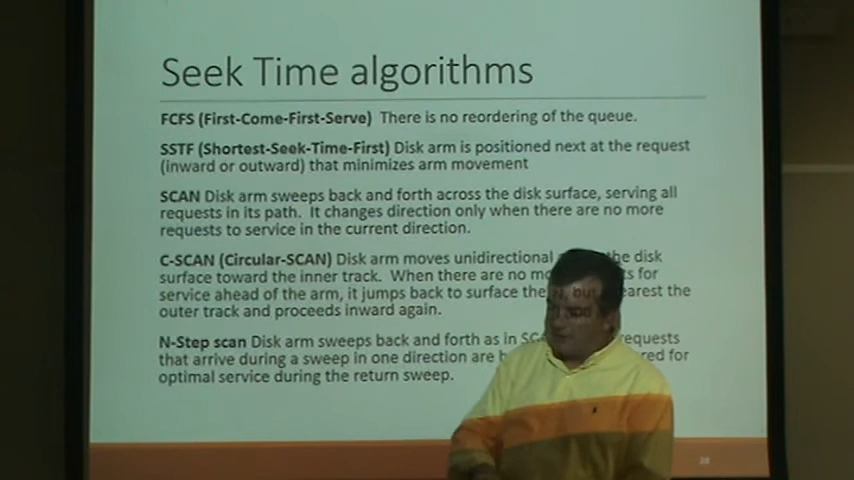 Seek Time algorithms
FCFS (First-Come-First-Serve) There is no reordering of the queue.
SSTF (Shortest-Seek-Time-First) Disk arm is positioned next at the request
(inward or outward) that minimizes arm movement
SCAN Disk arm sweeps back and forth across the disk surface, serving all
requests in its path. It changes direction only when there are no more
requests to service in the current direction.
C-SCAN (Circular-SCAN) Disk arm moves unidirectional the disk
surface toward the inner track. When there are no for
service ahead of the arm, it jumps back to surface the but the
outer track and proceeds inward again.
N-Step scan Disk arm sweeps back and forth as in requests
that arrive during a sweep in one direction are for
optimal service during the return sweep.